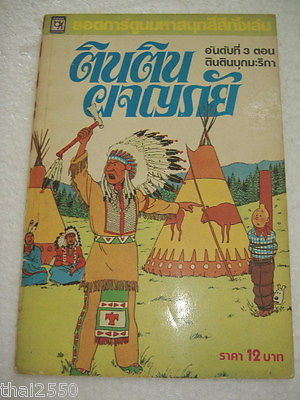 ยอดการ์ตูนมหาสนุกสี่สีทั้งเล่ม
อันดับที่ 3 ตอน
ตินตินบุกอะริกา
ตินติน
ผจญภัย
ราคา 12 บาท
thai2550
thai2550
thai2550